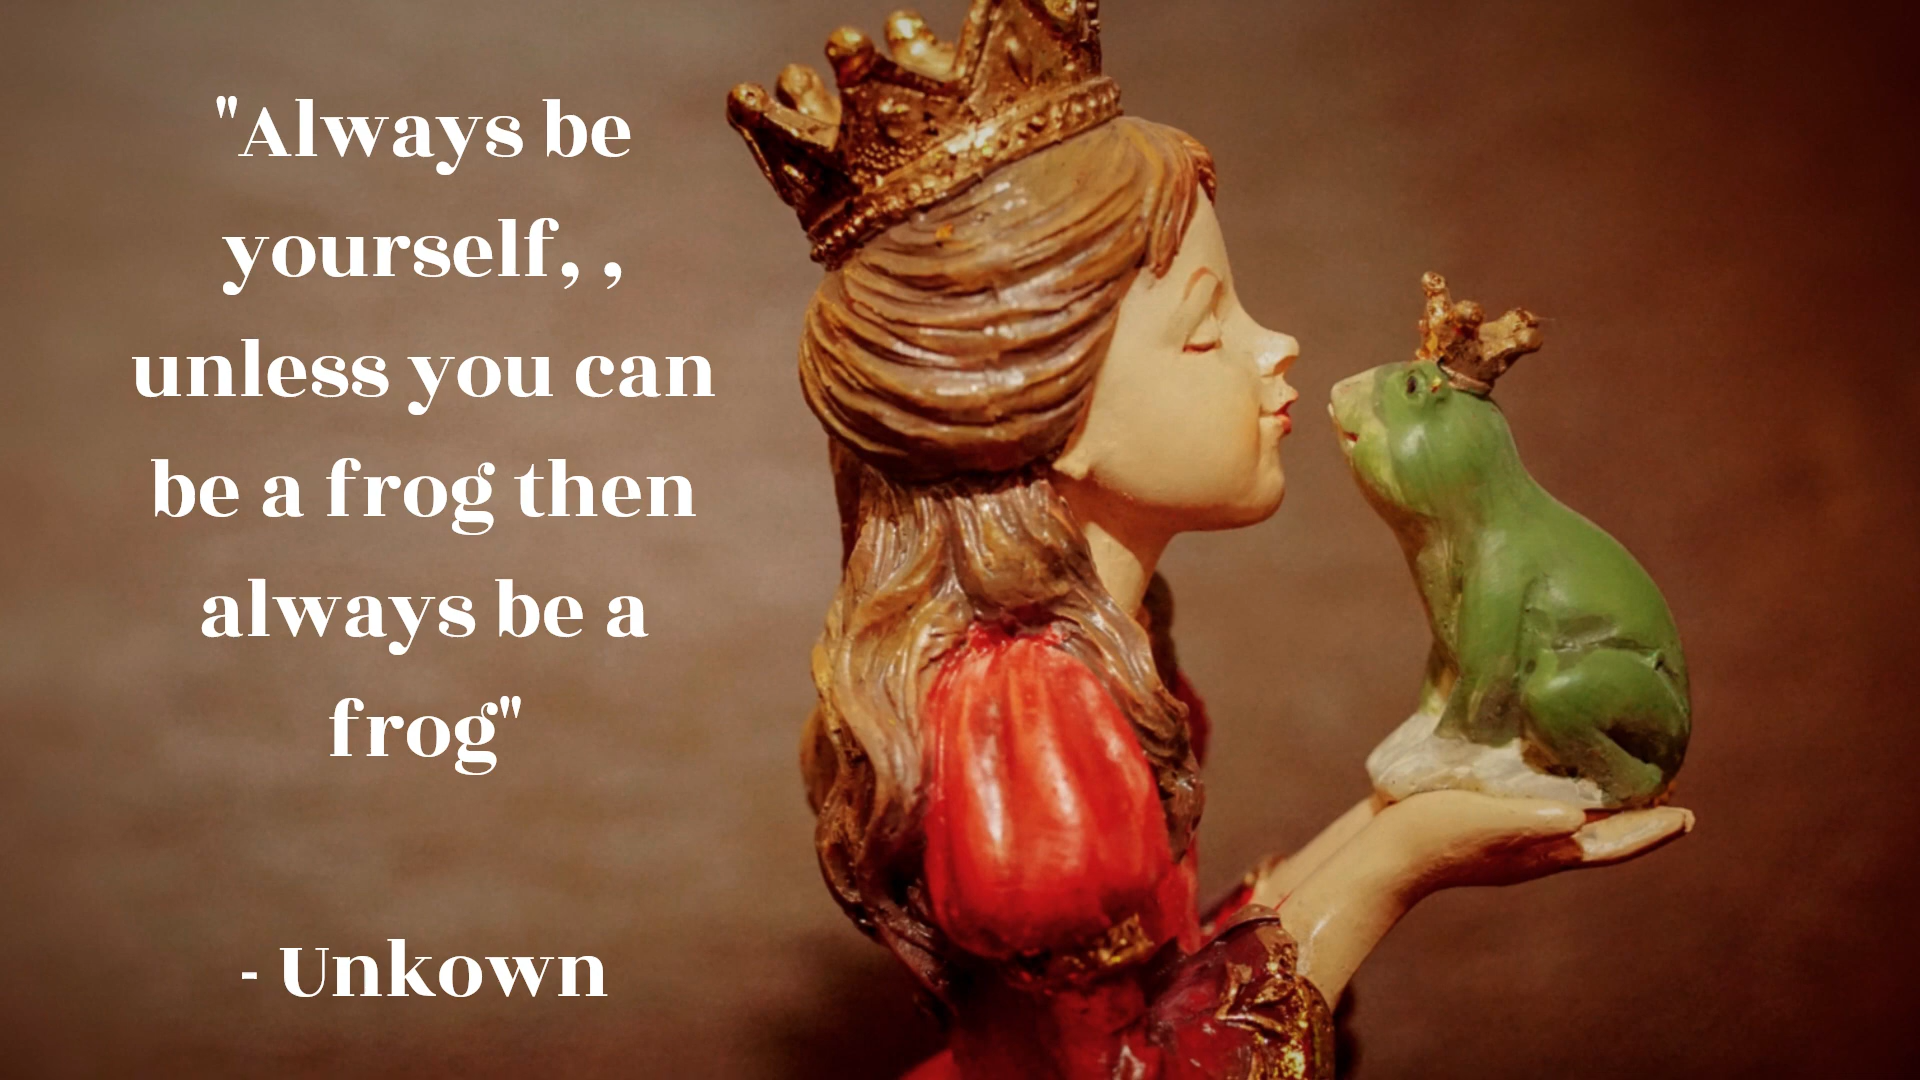 "Always be
yourself, ,
unless you can
be a frog then
always be a
frog"
- Unkown